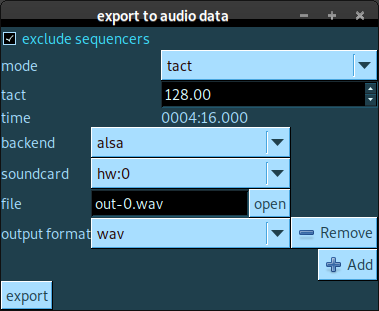 export to audio data
exclude sequencers
mode tact
tact 128.00
time 0004:16.000
backend alsa
soundcard hw:0
file out-0.wav open
output format wav Remove
Add
export